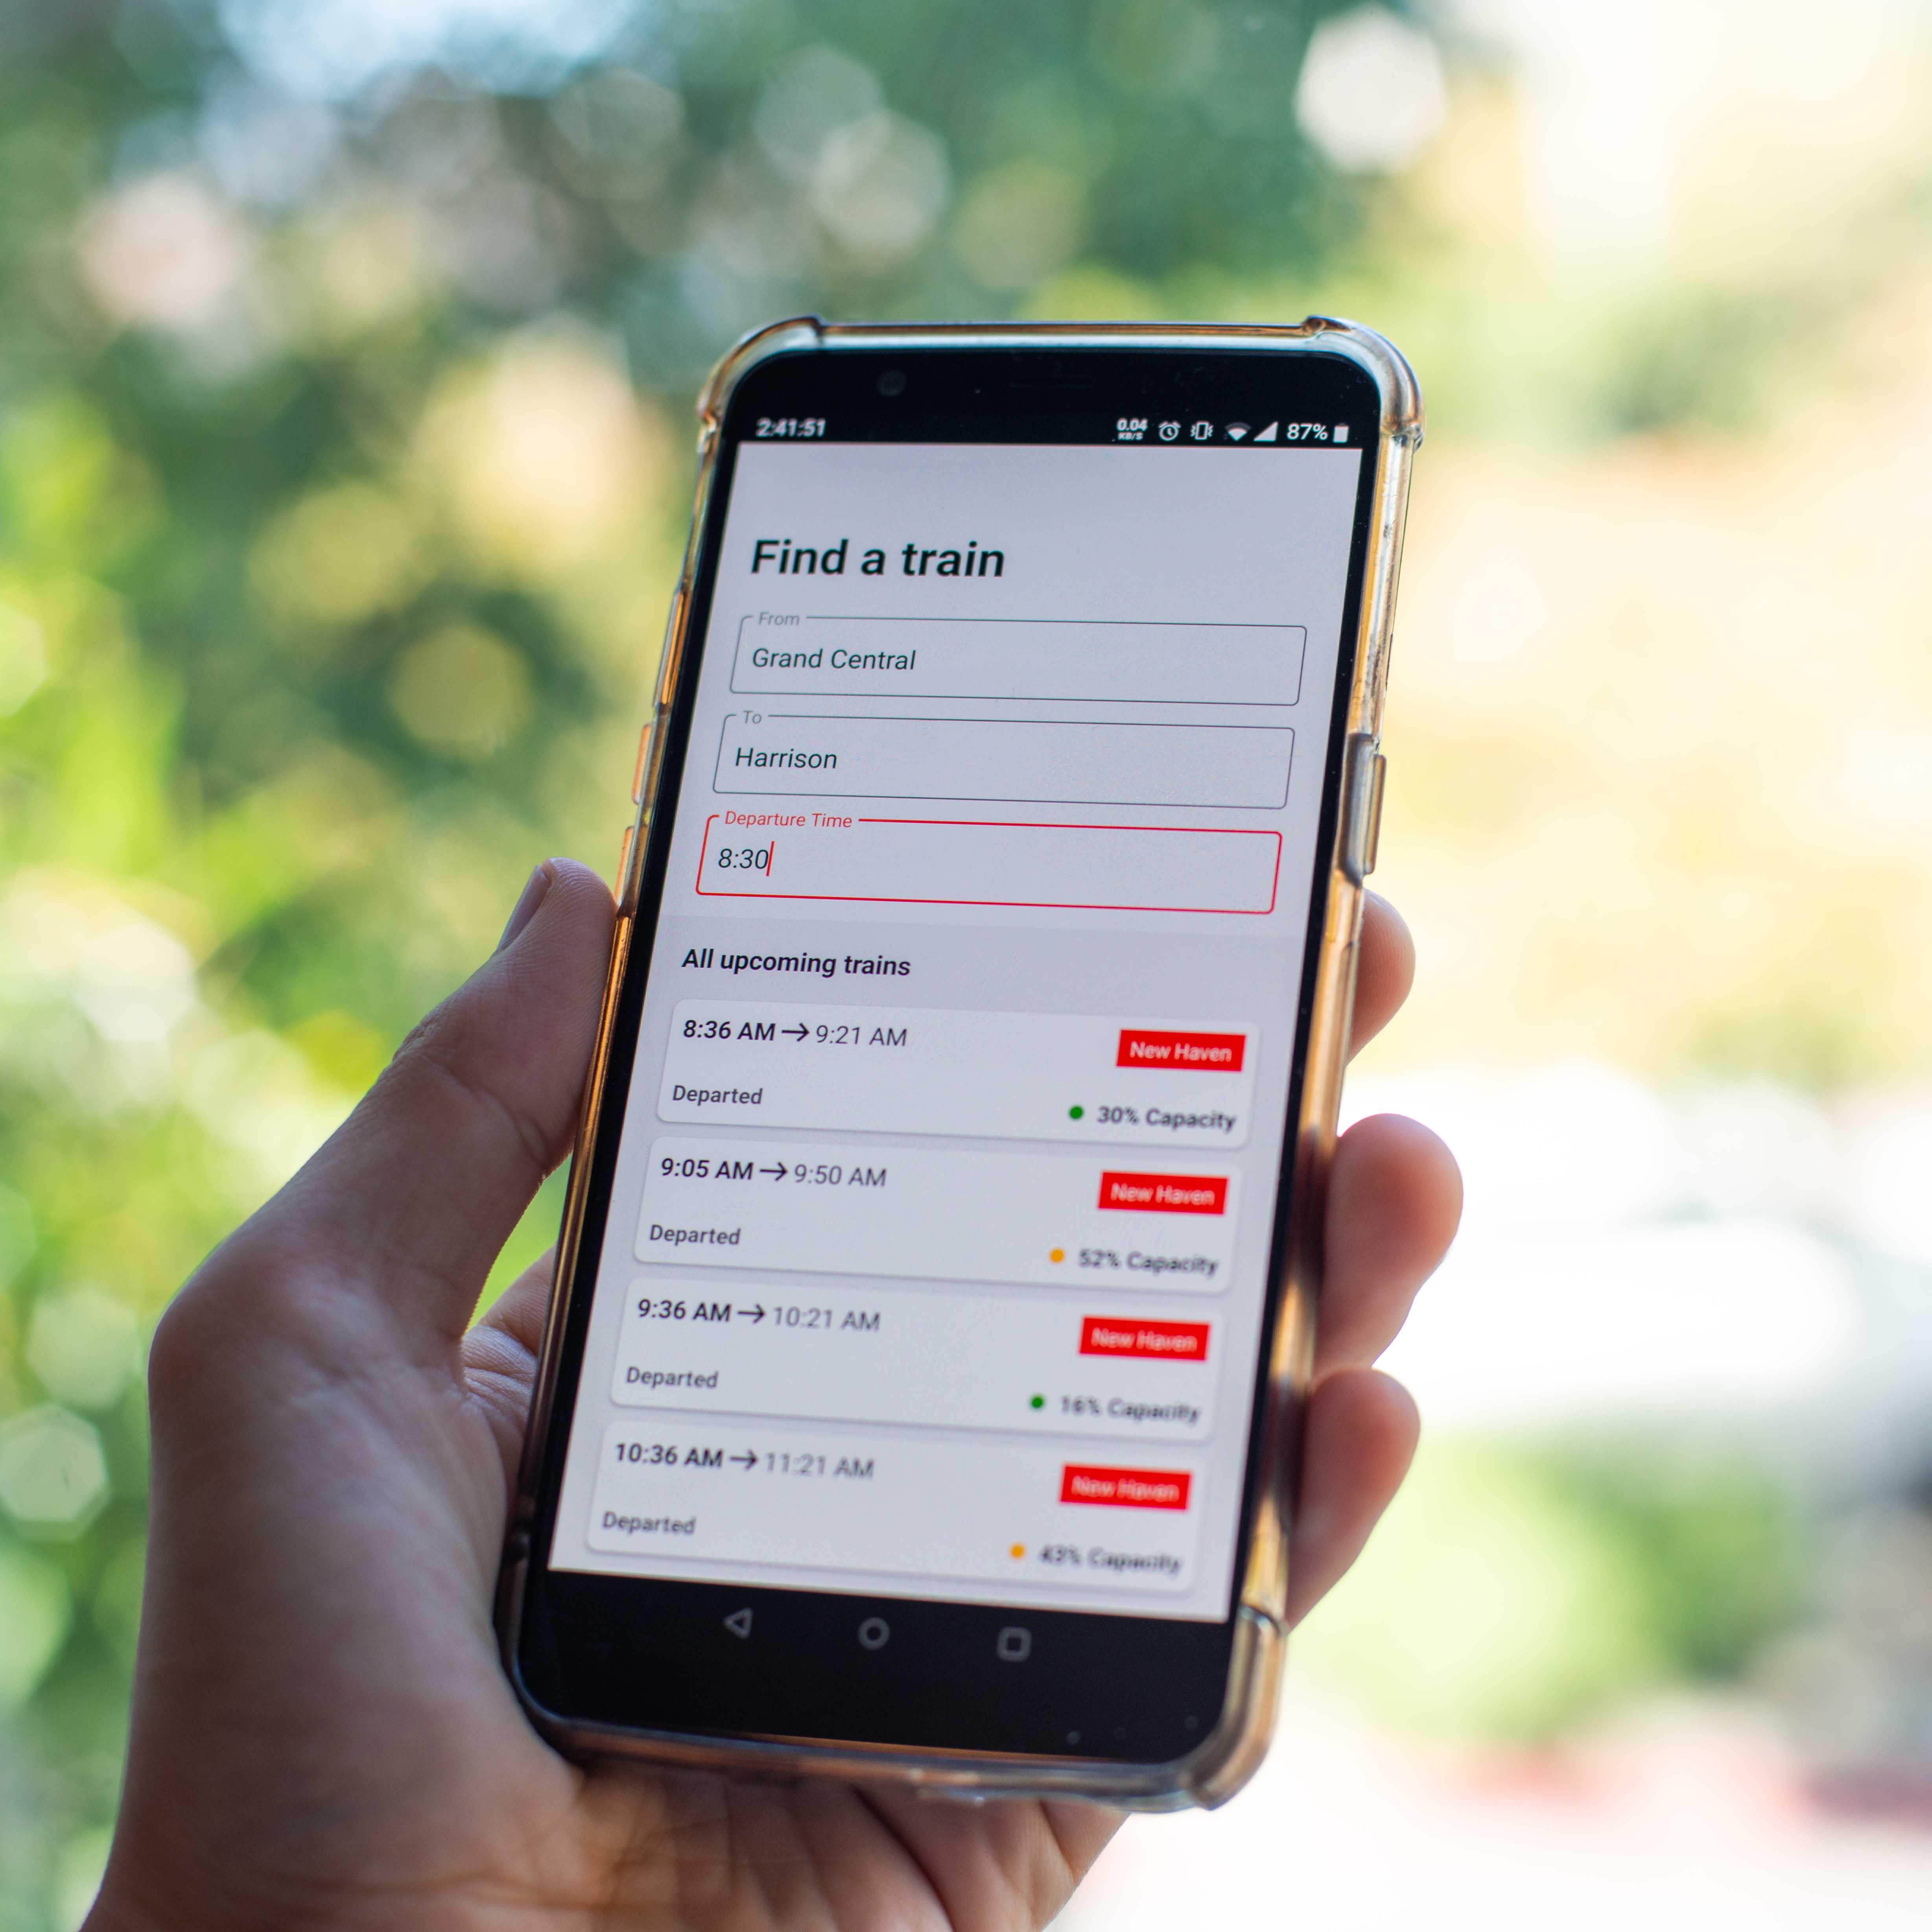 2:41:51 0.04 KB/S 87%
Find a train
From
Grand Central
To
Harrison
Departure Time
8:30
All upcoming trains
8:36 AM → 9:21 AM New Haven
Departed 30% Capacity
9:05 AM → 9:50 AM New Haven
Departed 52% Capacity
9:36 AM → 10:21 AM New Haven
Departed 16% Capacity
10:36 AM → 11:21 AM New Haven
Departed 43% Capacity